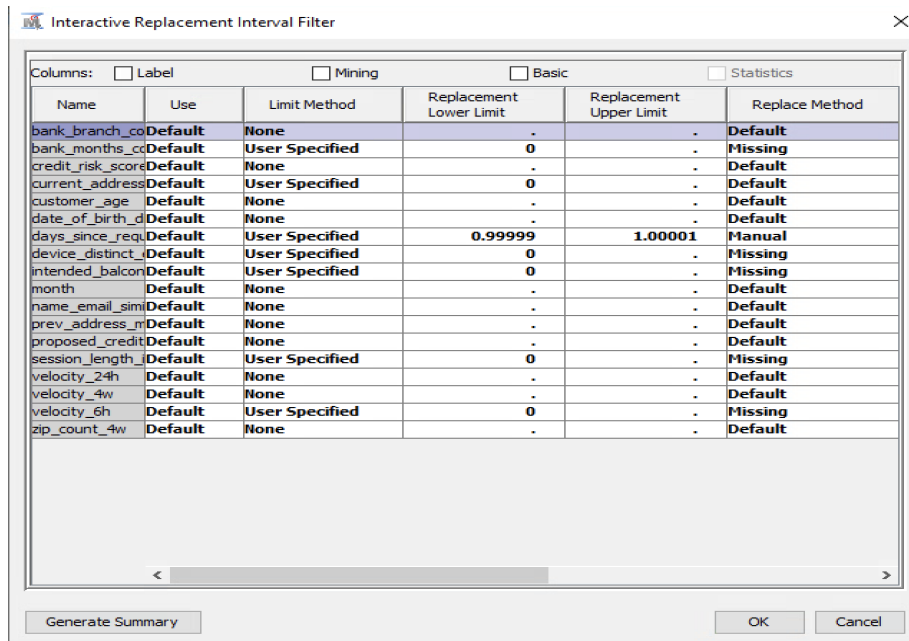 Interactive Replacement Interval Filter
Columns: Label Mining Basic Statistics
Name Use Limit Method Replacement Lower Limit Replacement Upper Limit Replace Method
bank_branch_co Default None . . Default
bank_months_co Default User Specified 0 . Missing
credit_risk_score Default None . . Default
current_address Default User Specified 0 . Default
customer_age Default None . . Default
date_of_birth_d Default None . . Default
days_since_requ Default User Specified 0.99999 1.00001 Manual
device_distinct_ Default User Specified 0 . Missing
intended_balcon Default User Specified 0 . Missing
month Default None . . Default
name_email_simi Default None . . Default
prev_address_m Default None . . Default
proposed_credit Default None . . Default
session_length_i Default User Specified 0 . Missing
velocity_24h Default None . . Default
velocity_4w Default None . . Default
velocity_6h Default User Specified 0 . Missing
zip_count_4w Default None . . Default
Generate Summary OK Cancel